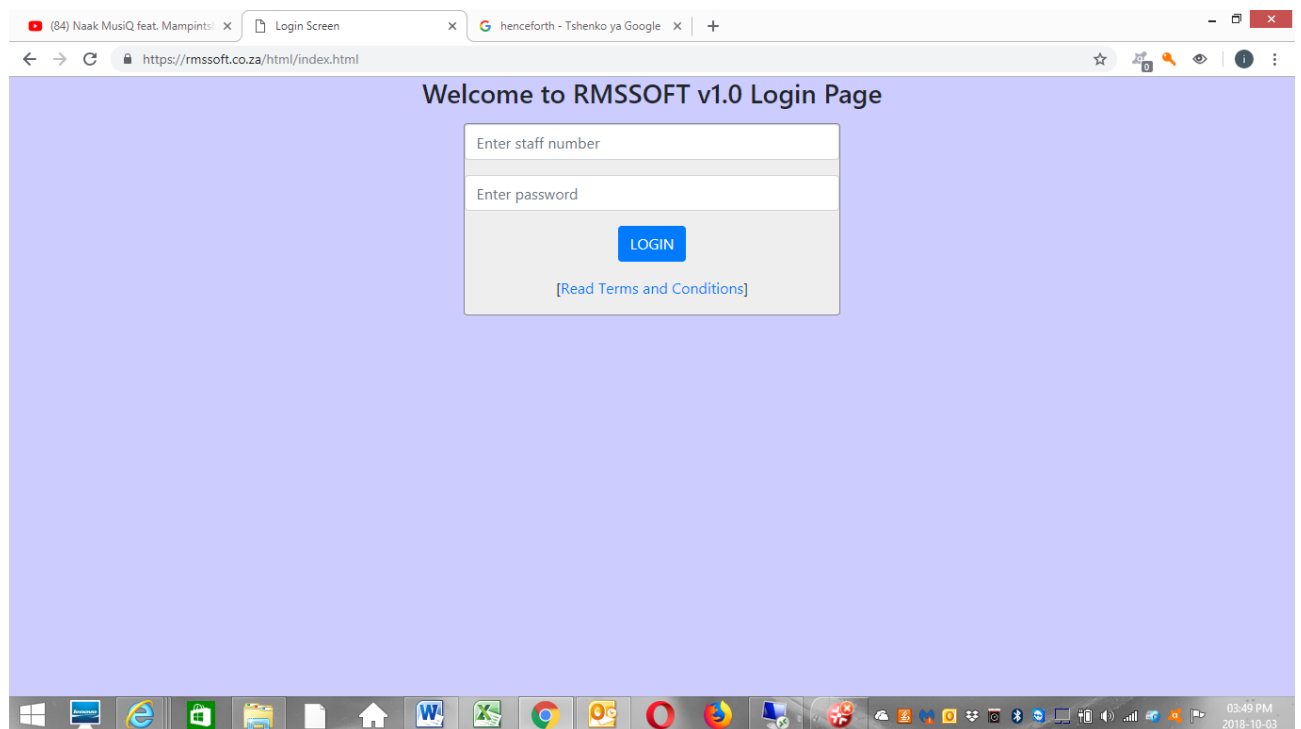 (84) Naak MusiQ feat. Mampints
Login Screen
henceforth - Tshenko ya Google
https://rmssoft.co.za/html/index.html
0
i
Welcome to RMSSOFT v1.0 Login Page
Enter staff number
Enter password
LOGIN
[Read Terms and Conditions]
03:49 PM
2018-10-03